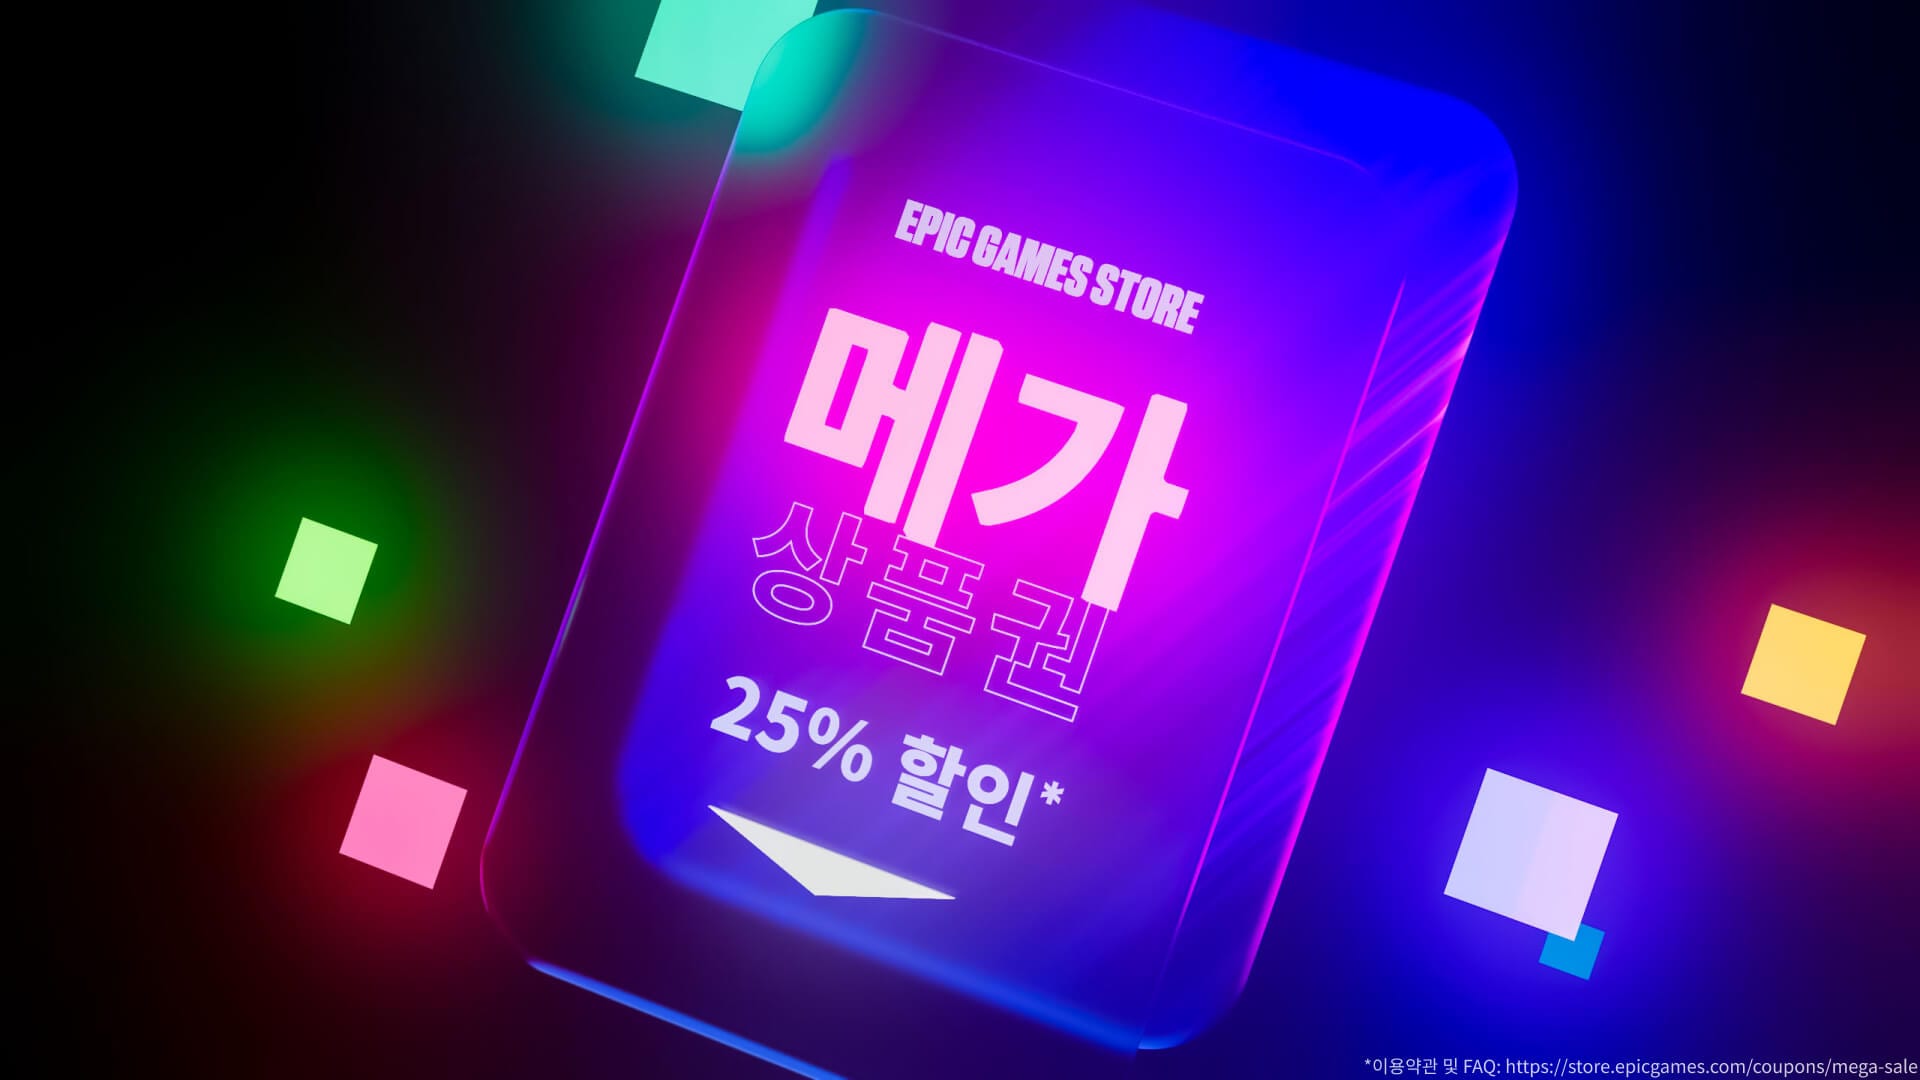 EPIC GAMES STORE
메가
상품권
25% 할인*
*이용약관 및 FAQ: https://store.epicgames.com/coupons/mega-sale